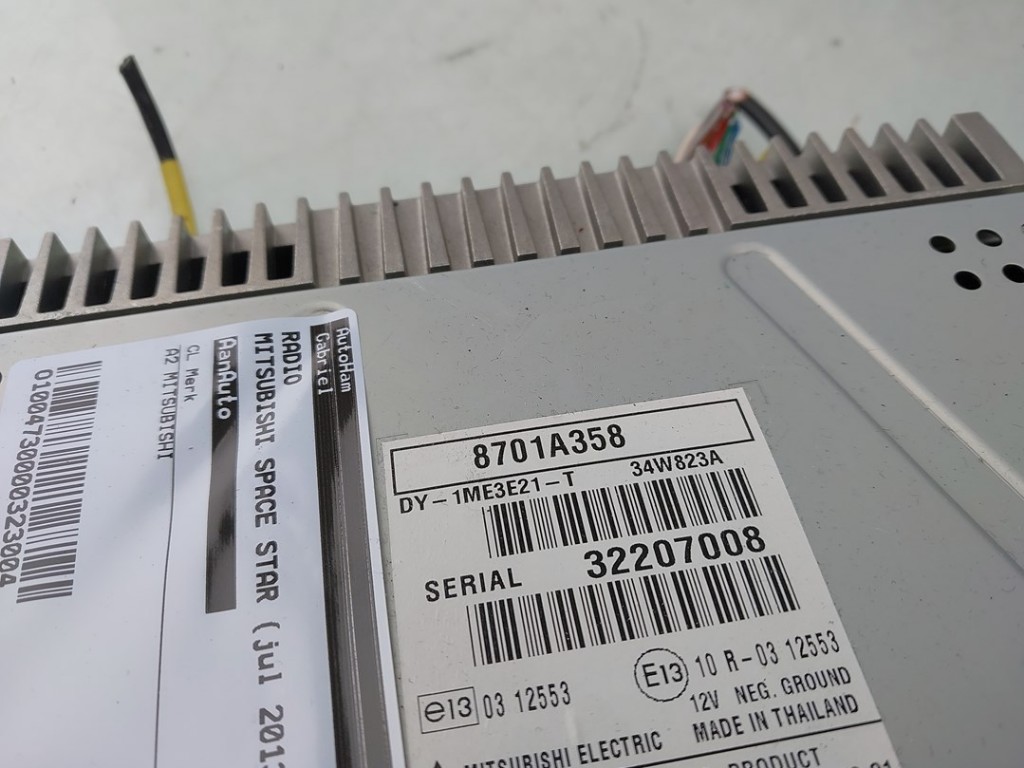 AutoHam
Gabriel
RADIO
MITSUBISHI SPACE STAR (jul 201
AanAuto
CL Merk
A2 MITSUBISHI
8701A358
DY-1ME3E21-T 34W823A
SERIAL 32207008
e13 03 12553
E13 10 R-03 12553
12V NEG. GROUND
MITSUBISHI ELECTRIC MADE IN THAILAND
PRODUCT